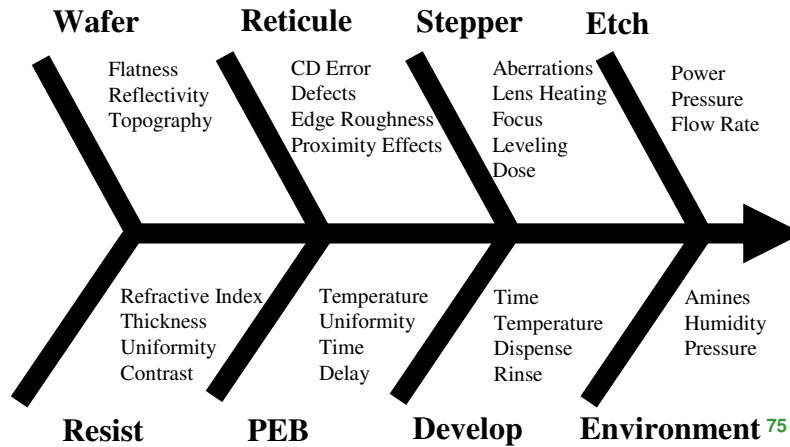 Wafer
Reticule
Stepper
Etch
Flatness
Reflectivity
Topography
CD Error
Defects
Edge Roughness
Proximity Effects
Aberrations
Lens Heating
Focus
Leveling
Dose
Power
Pressure
Flow Rate
Refractive Index
Thickness
Uniformity
Contrast
Temperature
Uniformity
Time
Delay
Time
Temperature
Dispense
Rinse
Amines
Humidity
Pressure
Resist
PEB
Develop
Environment
75